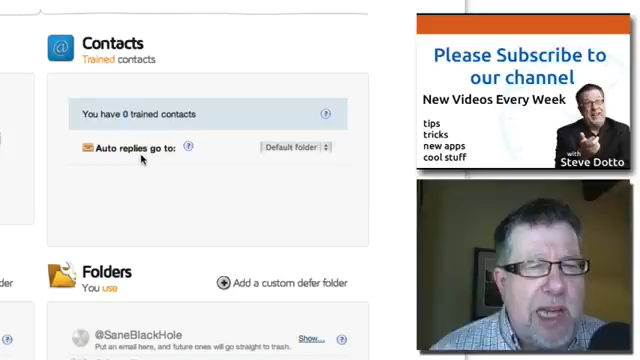 Contacts
Trained contacts
You have 0 trained contacts
?
Auto replies go to:
?
Default folder
Folders
You use
Add a custom defer folder
@SaneBlackHole
Put an email here, and future ones will go straight to trash.
Show...
?
der
?
Please Subscribe to
our channel
New Videos Every Week
tips
tricks
new apps
cool stuff
with
Steve Dotto